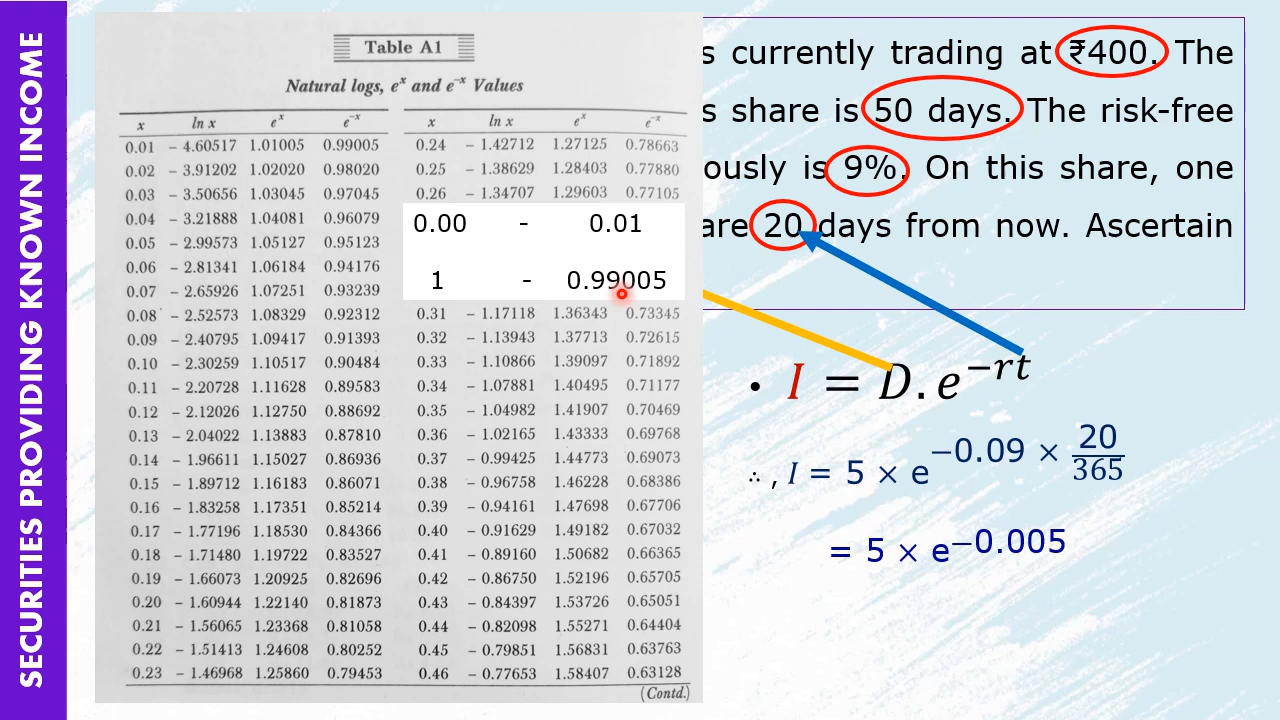 SECURITIES PROVIDING KNOWN INCOME
Table A1
Natural logs, eˣ and e⁻ˣ Values
x ln x eˣ e⁻ˣ x ln x eˣ e⁻ˣ
0.01 – 4.60517 1.01005 0.99005 0.24 – 1.42712 1.27125 0.78663
0.02 – 3.91202 1.02020 0.98020 0.25 – 1.38629 1.28403 0.77880
0.03 – 3.50656 1.03045 0.97045 0.26 – 1.34707 1.29603 0.77105
0.04 – 3.21888 1.04081 0.96079
0.05 – 2.99573 1.05127 0.95123
0.06 – 2.81341 1.06184 0.94176
0.07 – 2.65926 1.07251 0.93239
0.00 - 0.01
1 - 0.99005
0.08 – 2.52573 1.08329 0.92312 0.31 – 1.17118 1.36343 0.73345
0.09 – 2.40795 1.09417 0.91393 0.32 – 1.13943 1.37713 0.72615
0.10 – 2.30259 1.10517 0.90484 0.33 – 1.10866 1.39097 0.71892
0.11 – 2.20728 1.11628 0.89583 0.34 – 1.07881 1.40495 0.71177
0.12 – 2.12026 1.12750 0.88692 0.35 – 1.04982 1.41907 0.70469
0.13 – 2.04022 1.13883 0.87810 0.36 – 1.02165 1.43333 0.69768
0.14 – 1.96611 1.15027 0.86936 0.37 – 0.99425 1.44773 0.69073
0.15 – 1.89712 1.16183 0.86071 0.38 – 0.96758 1.46228 0.68386
0.16 – 1.83258 1.17351 0.85214 0.39 – 0.94161 1.47698 0.67706
0.17 – 1.77196 1.18530 0.84366 0.40 – 0.91629 1.49182 0.67032
0.18 – 1.71480 1.19722 0.83527 0.41 – 0.89160 1.50682 0.66365
0.19 – 1.66073 1.20925 0.82696 0.42 – 0.86750 1.52196 0.65705
0.20 – 1.60944 1.22140 0.81873 0.43 – 0.84397 1.53726 0.65051
0.21 – 1.56065 1.23368 0.81058 0.44 – 0.82098 1.55271 0.64404
0.22 – 1.51413 1.24608 0.80252 0.45 – 0.79851 1.56831 0.63763
0.23 – 1.46968 1.25860 0.79453 0.46 – 0.77653 1.58407 0.63128
(Contd.)
s currently trading at ₹400. The
s share is 50 days. The risk-free
ously is 9%. On this share, one
are 20 days from now. Ascertain
• I = D.e^−rt
∴, I = 5 × e^−0.09 × 20/365
= 5 × e^−0.005